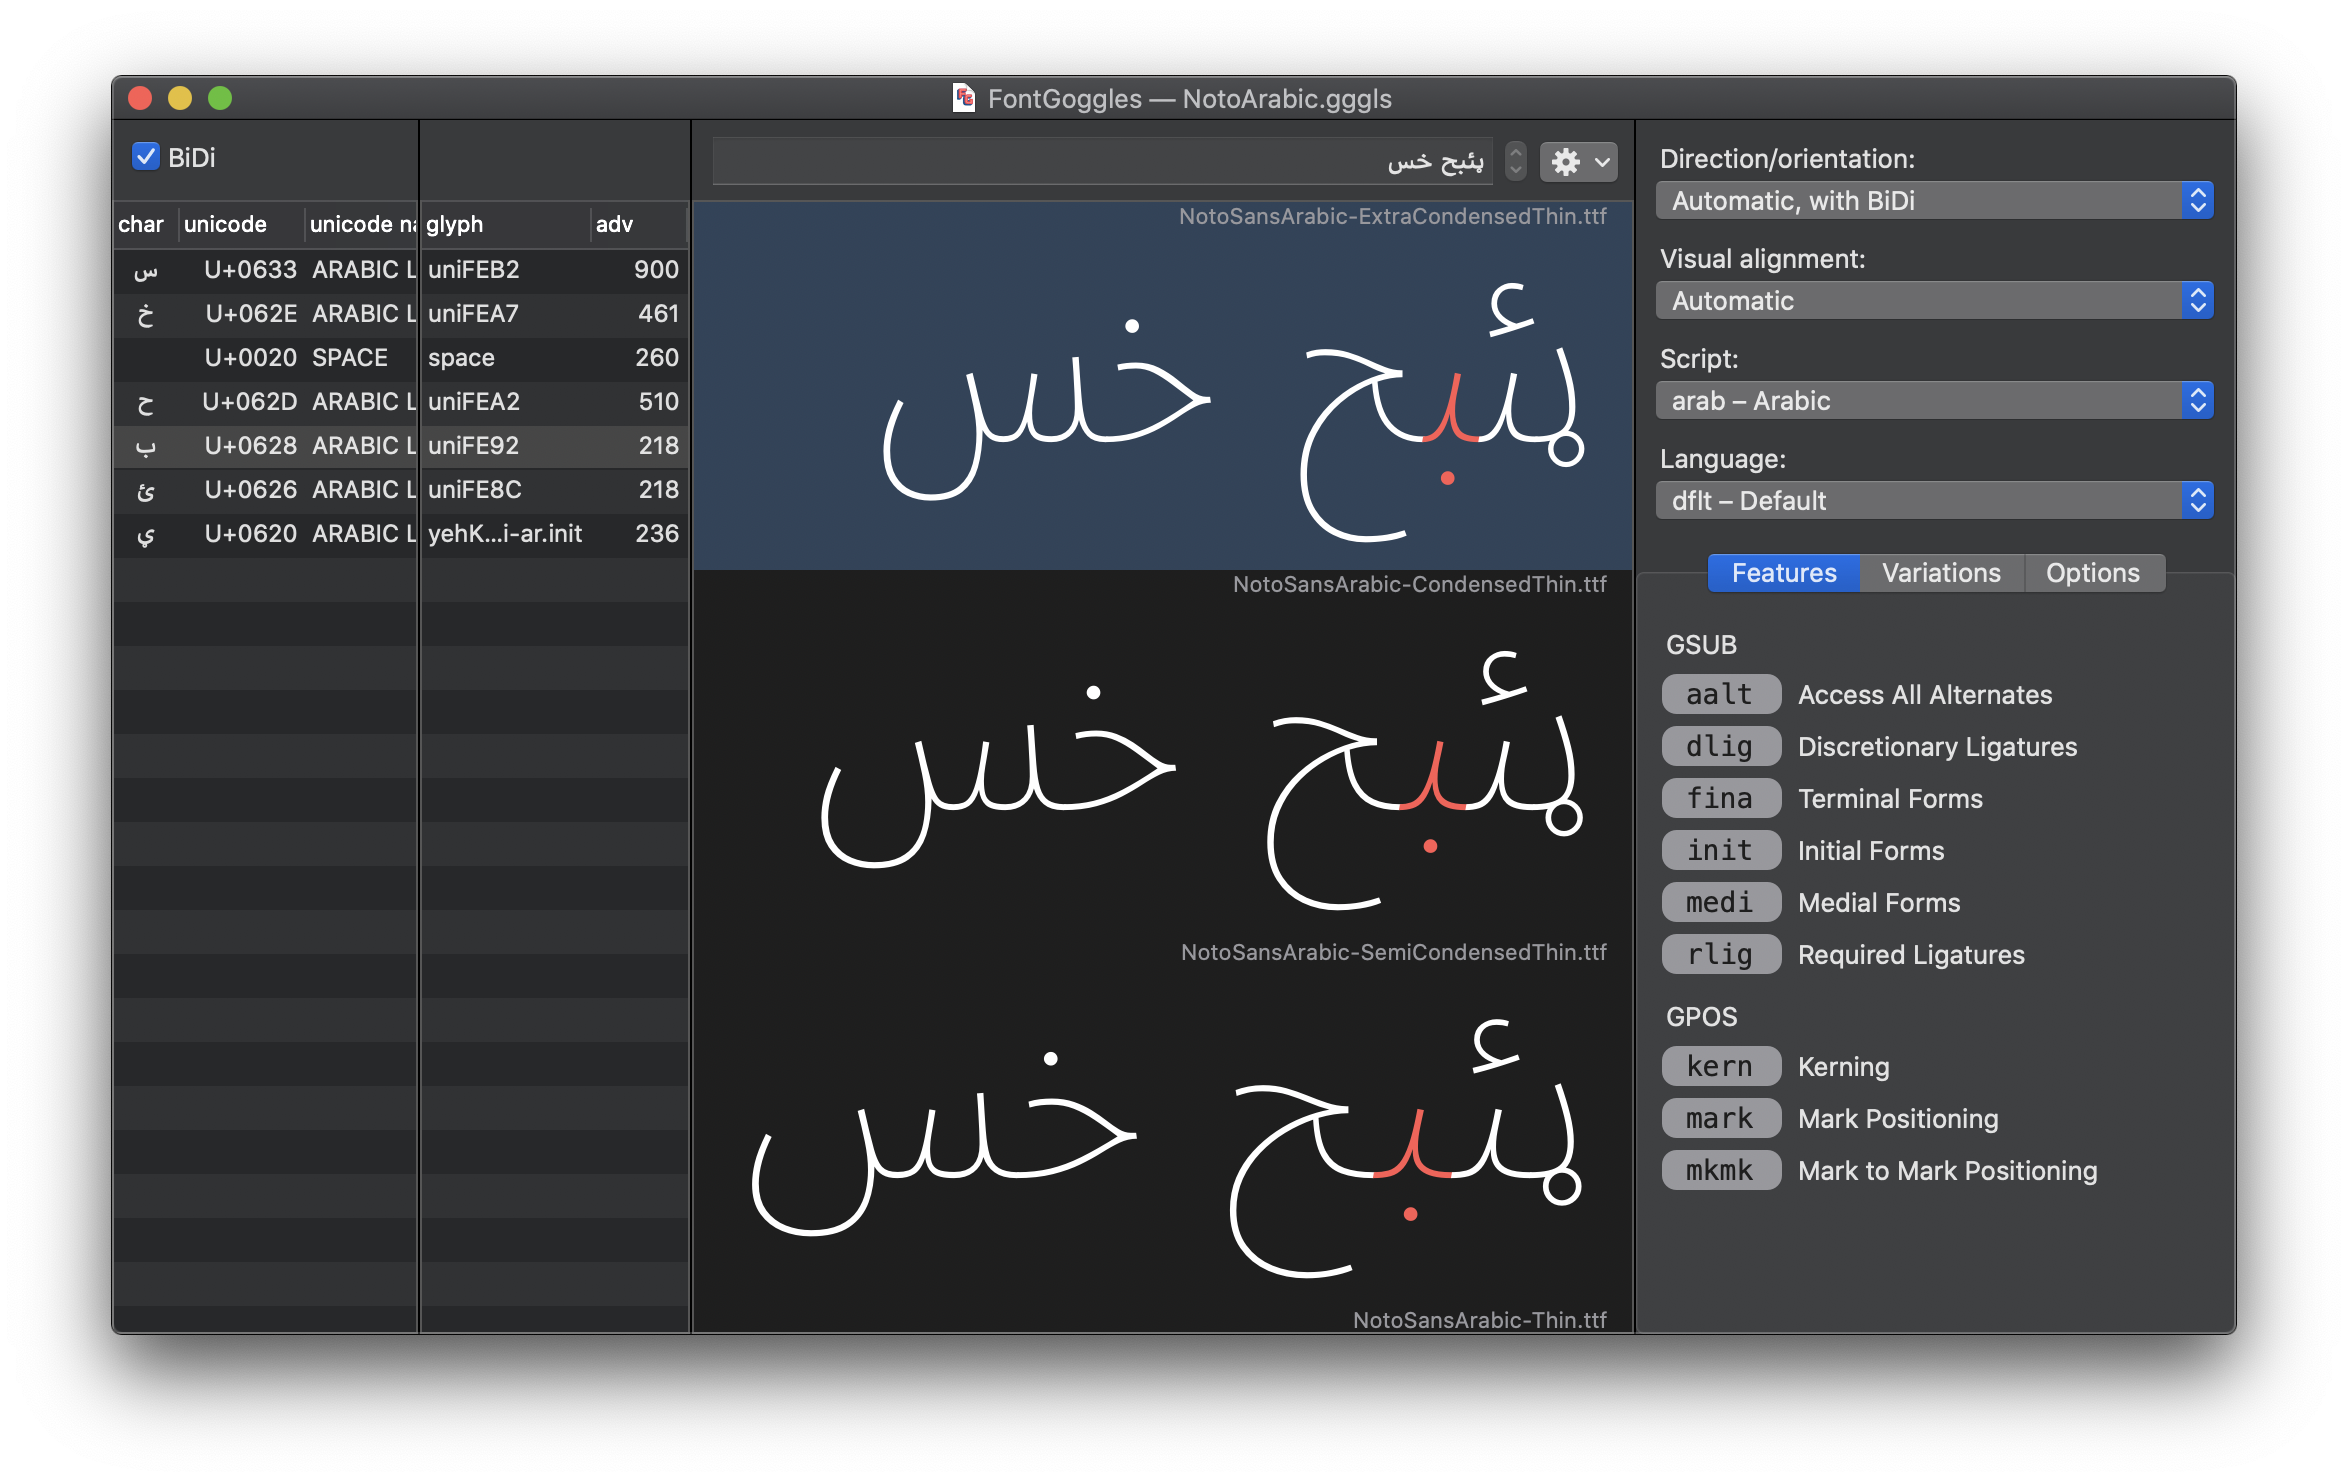 FontGoggles — NotoArabic.gggls
BiDi
char unicode unicode na glyph adv
س U+0633 ARABIC L uniFEB2 900
خ U+062E ARABIC L uniFEA7 461
U+0020 SPACE space 260
ح U+062D ARABIC L uniFEA2 510
ب U+0628 ARABIC L uniFE92 218
ئ U+0626 ARABIC L uniFE8C 218
ؠ U+0620 ARABIC L yehK...i-ar.init 236
ؠئبح خس
NotoSansArabic-ExtraCondensedThin.ttf
ؠئبح خس
NotoSansArabic-CondensedThin.ttf
ؠئبح خس
NotoSansArabic-SemiCondensedThin.ttf
ؠئبح خس
NotoSansArabic-Thin.ttf
Direction/orientation:
Automatic, with BiDi
Visual alignment:
Automatic
Script:
arab – Arabic
Language:
dflt – Default
Features Variations Options
GSUB
aalt Access All Alternates
dlig Discretionary Ligatures
fina Terminal Forms
init Initial Forms
medi Medial Forms
rlig Required Ligatures
GPOS
kern Kerning
mark Mark Positioning
mkmk Mark to Mark Positioning